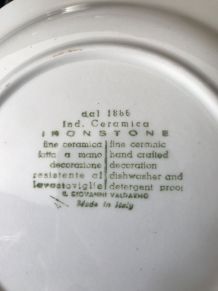 dal 1866
Ind. Ceramica
IRONSTONE
fine ceramica | fine ceramic
fatta a mano | hand crafted
decorazione | decoration
resistente al | dishwasher and
lavastoviglie | detergent proof
S. GIOVANNI VALDARNO
Made in Italy